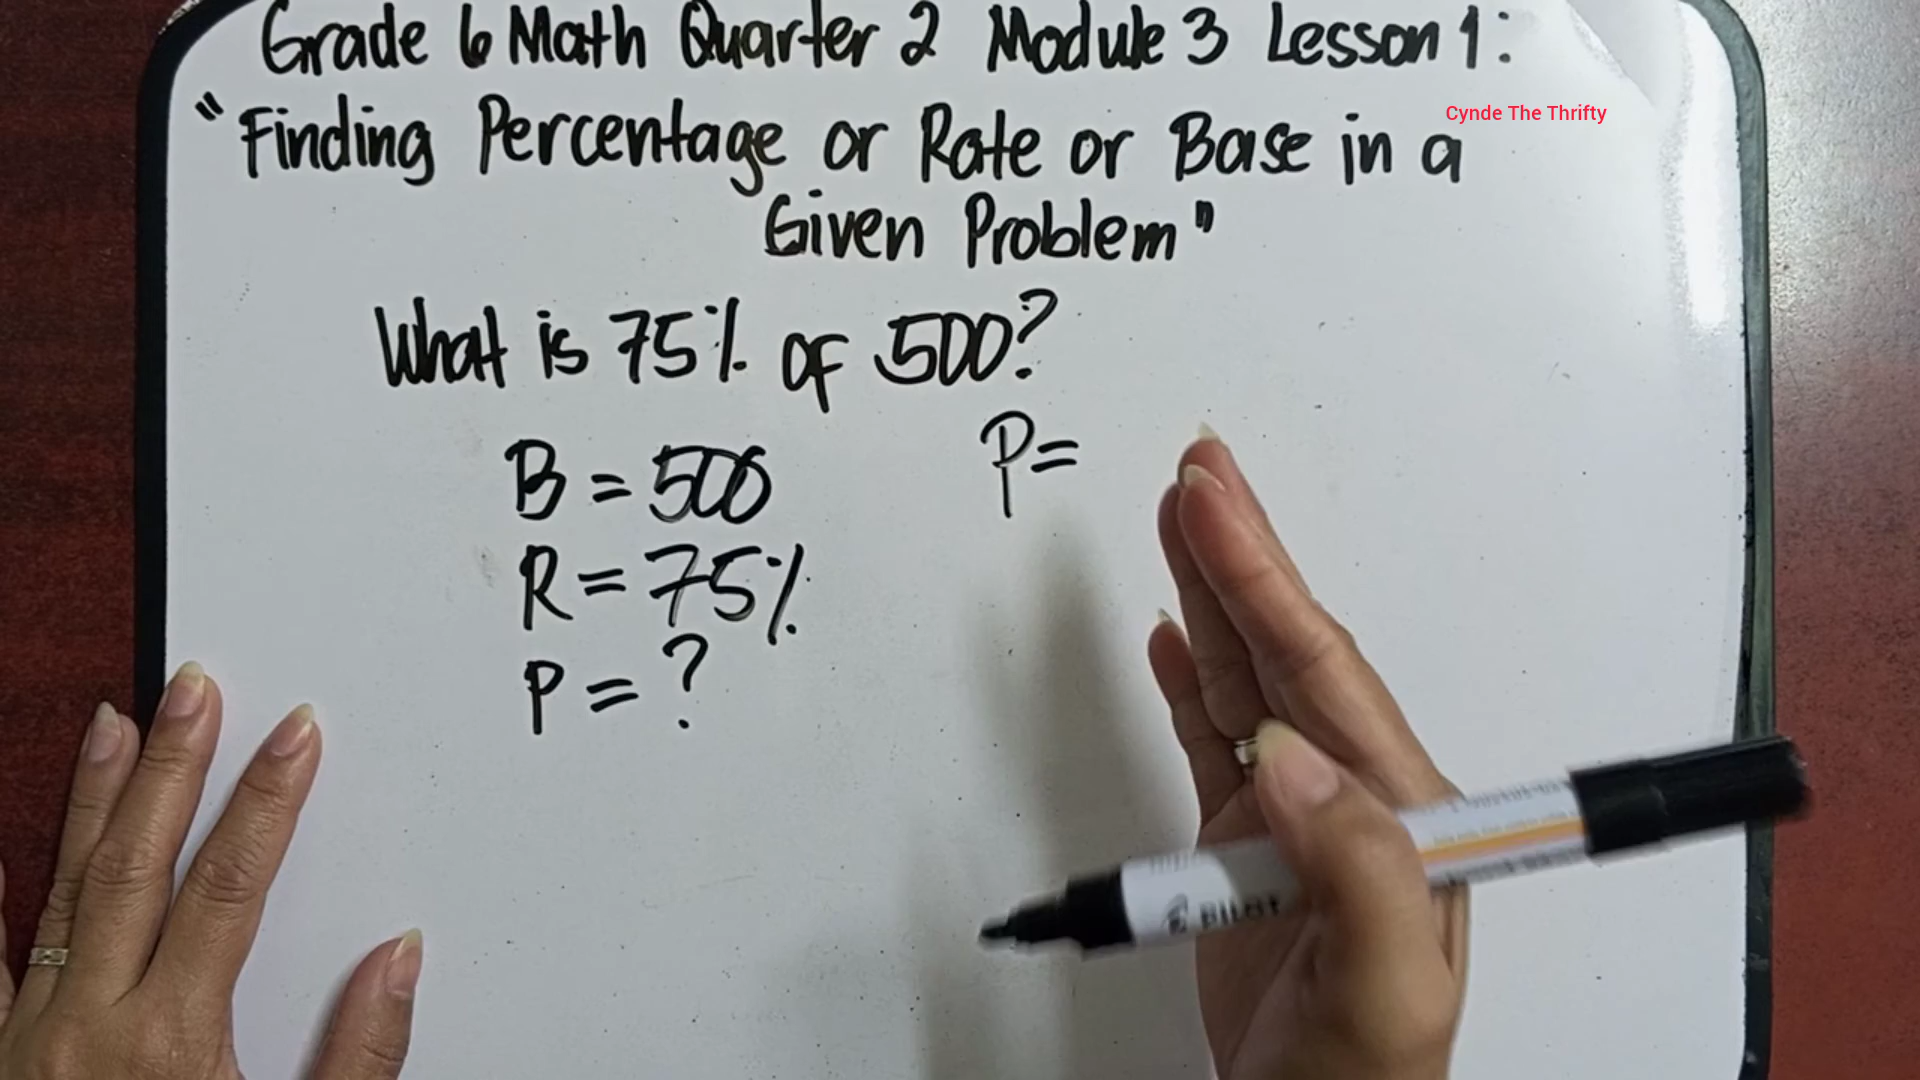 Grade 6 Math Quarter 2 Module 3 Lesson 1:
Cynde The Thrifty
"Finding Percentage or Rate or Base in a
Given Problem"
What is 75% of 500?
B = 500
P=
R = 75%
P = ?
PILOT